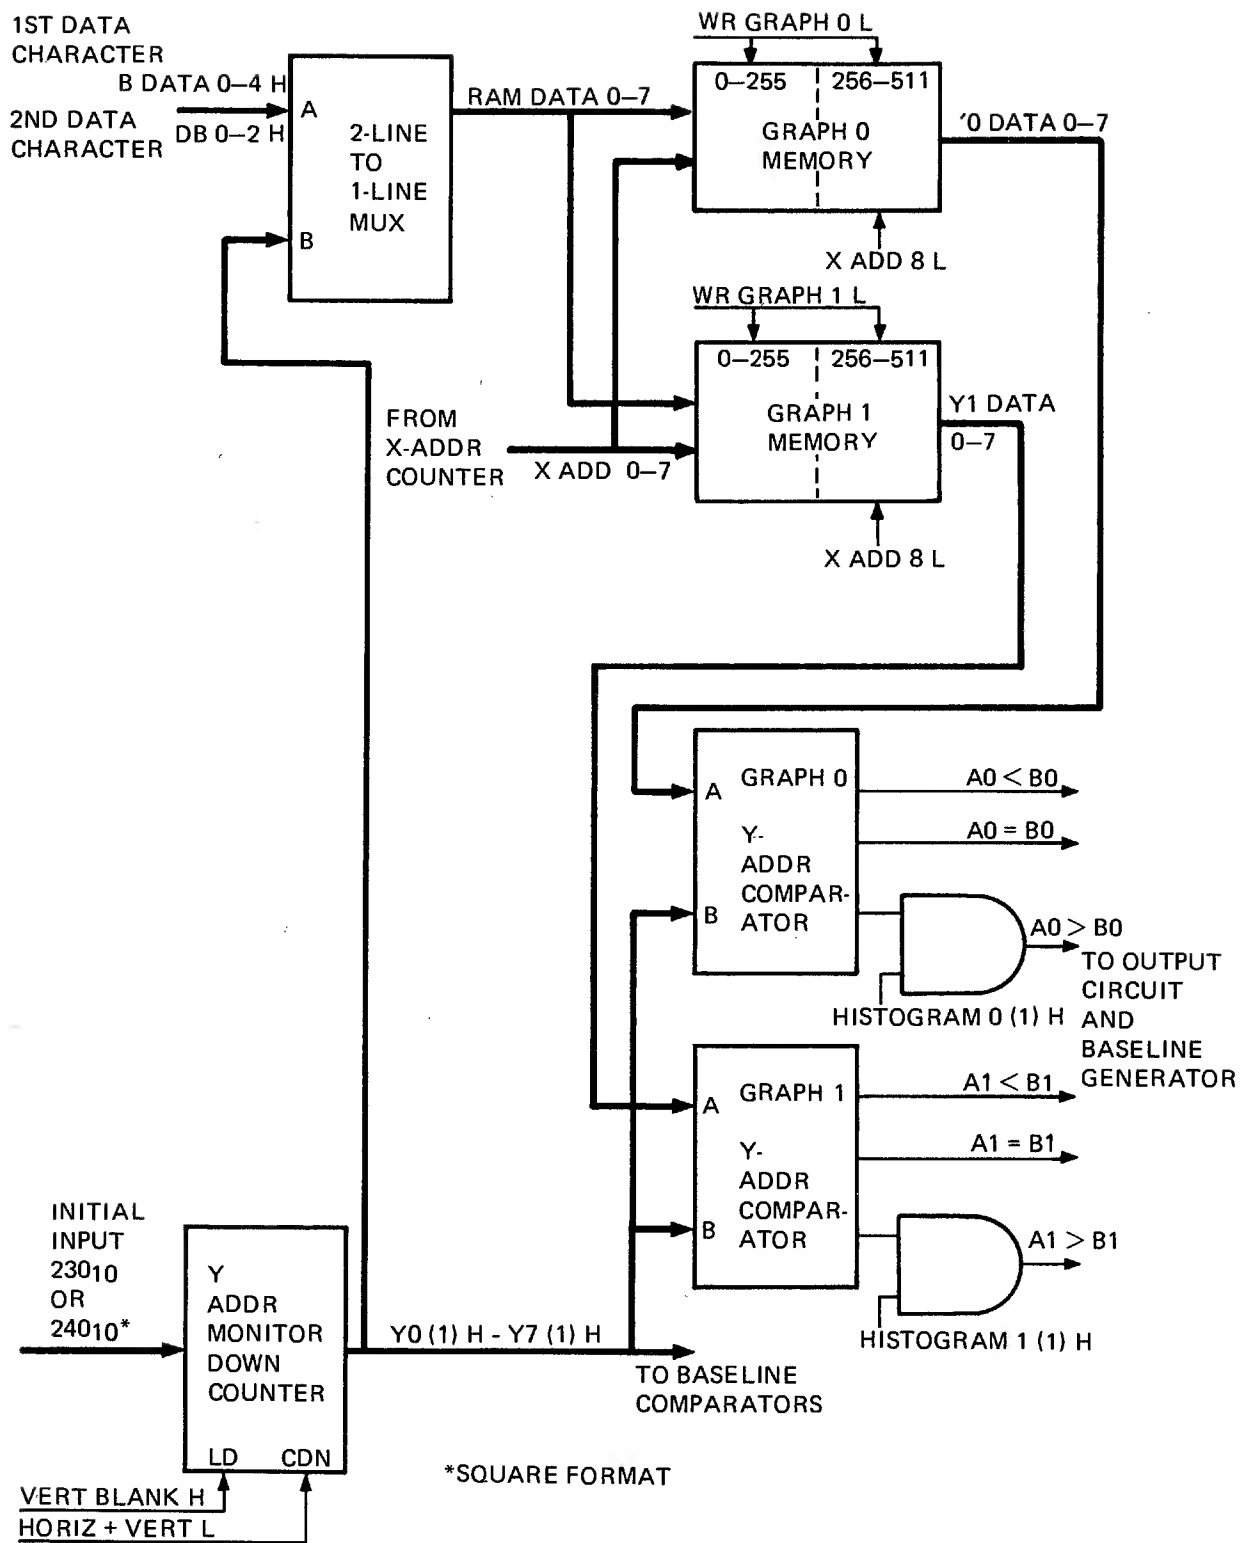 1ST DATA
CHARACTER
B DATA 0–4 H
2ND DATA
CHARACTER
DB 0–2 H
A
B
2-LINE
TO
1-LINE
MUX
RAM DATA 0–7
WR GRAPH 0 L
0–255
256–511
GRAPH 0
MEMORY
'0 DATA 0–7
X ADD 8 L
WR GRAPH 1 L
0–255
256–511
GRAPH 1
MEMORY
Y1 DATA
0–7
FROM
X-ADDR
COUNTER
X ADD 0–7
X ADD 8 L
A
GRAPH 0
Y-
ADDR
COMPAR-
ATOR
B
A0 < B0
A0 = B0
A0 > B0
HISTOGRAM 0 (1) H
TO OUTPUT
CIRCUIT
AND
BASELINE
GENERATOR
A
GRAPH 1
Y-
ADDR
COMPAR-
ATOR
B
A1 < B1
A1 = B1
A1 > B1
HISTOGRAM 1 (1) H
INITIAL
INPUT
230₁₀
OR
240₁₀*
Y
ADDR
MONITOR
DOWN
COUNTER
LD
CDN
Y0 (1) H - Y7 (1) H
TO BASELINE
COMPARATORS
*SQUARE FORMAT
VERT BLANK H
HORIZ + VERT L